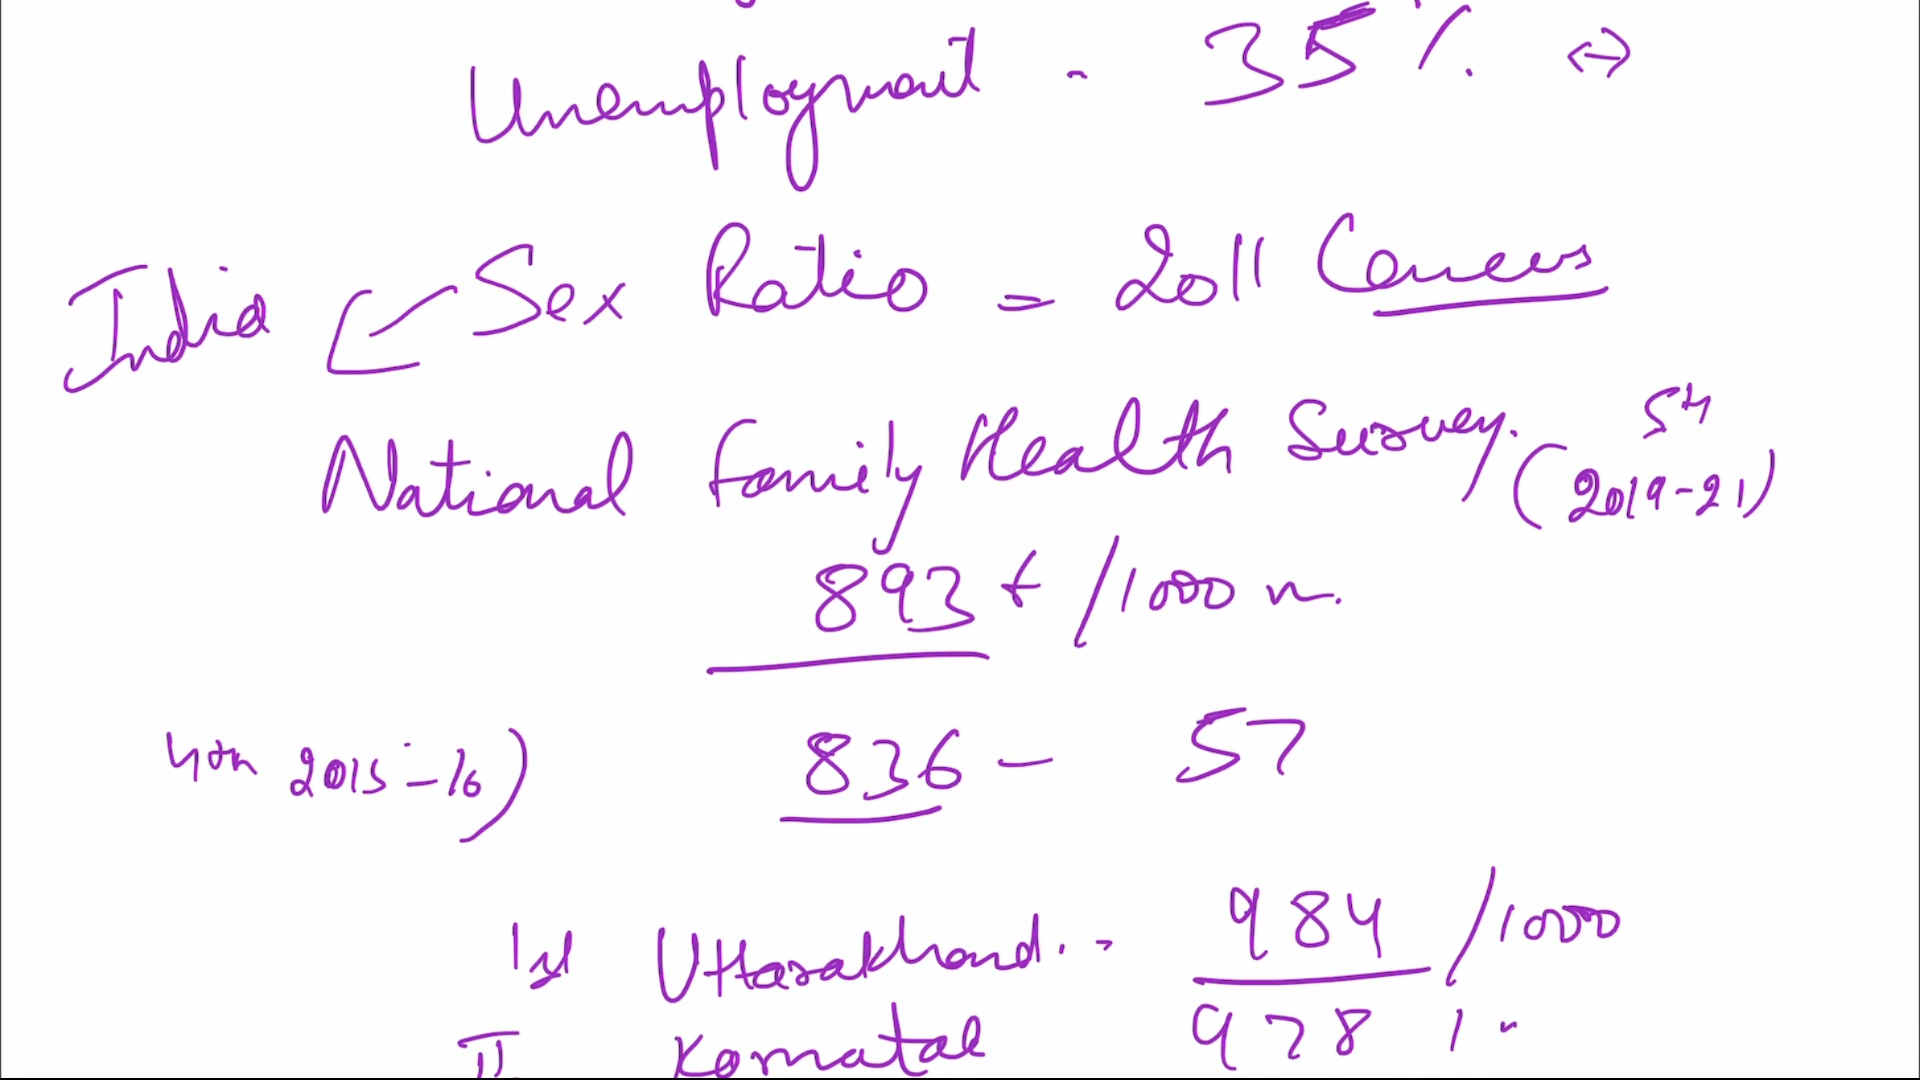 Unemployment - 35% ↔
India Sex Ratio = 2011 Census
National Family Health Survey. 5th (2019-21)
893 f / 1000 m.
4th 2015-16) 836 - 57
1st Uttarakhand. - 984 / 1000
II Karnatak 978 / "